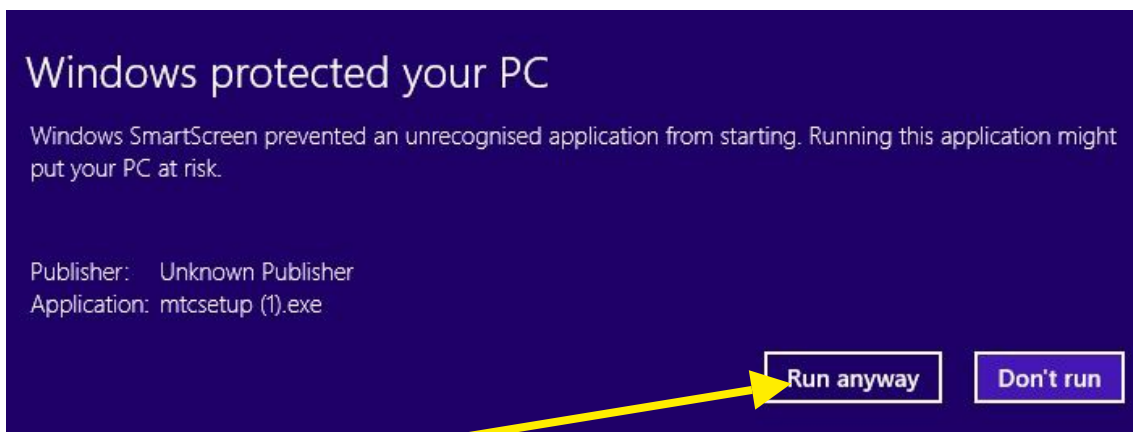 Windows protected your PC
Windows SmartScreen prevented an unrecognised application from starting. Running this application might
put your PC at risk.
Publisher: Unknown Publisher
Application: mtcsetup (1).exe
Run anyway Don't run